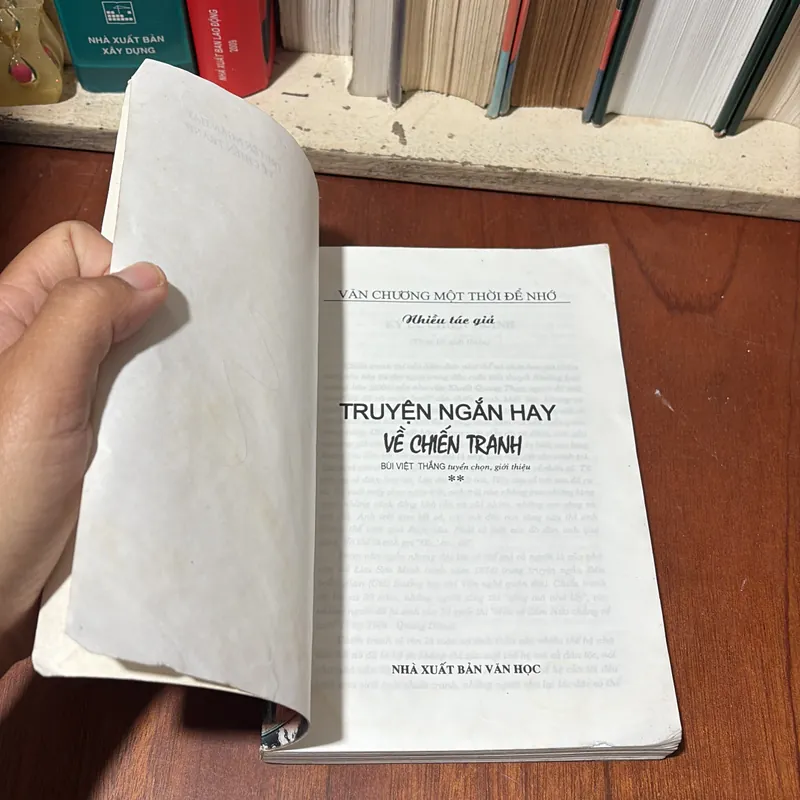 NHÀ XUẤT BẢN
XÂY DỰNG
NHÀ XUẤT BẢN LAO ĐỘNG
2005
VĂN CHƯƠNG MỘT THỜI ĐỂ NHỚ
Nhiều tác giả
TRUYỆN NGẮN HAY
VỀ CHIẾN TRANH
BÙI VIỆT THẮNG tuyển chọn, giới thiệu
**
NHÀ XUẤT BẢN VĂN HỌC